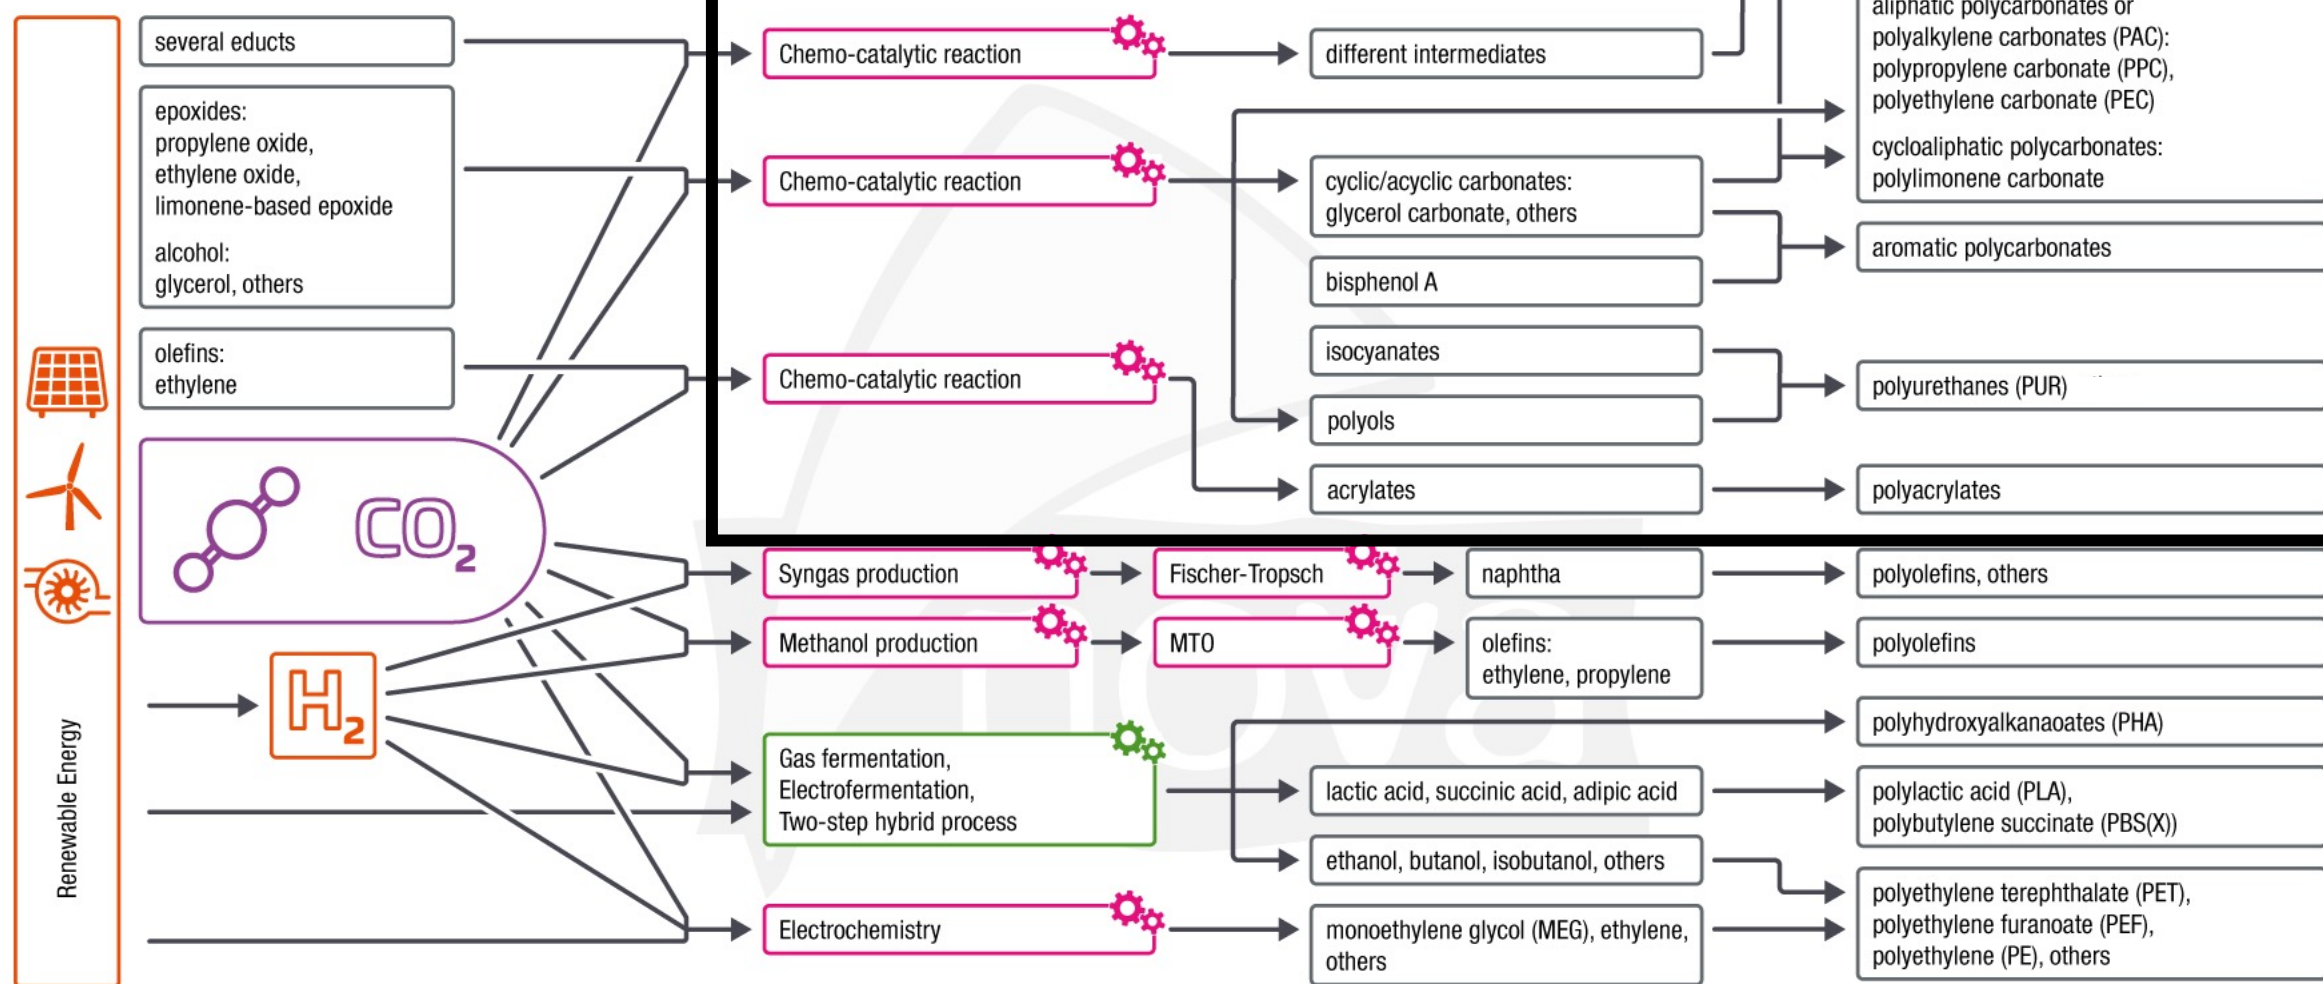 several educts
epoxides:
propylene oxide,
ethylene oxide,
limonene-based epoxide
alcohol:
glycerol, others
olefins:
ethylene
CO2
H2
Renewable Energy
Chemo-catalytic reaction
different intermediates
Chemo-catalytic reaction
cyclic/acyclic carbonates:
glycerol carbonate, others
bisphenol A
isocyanates
Chemo-catalytic reaction
polyols
acrylates
aliphatic polycarbonates or
polyalkylene carbonates (PAC):
polypropylene carbonate (PPC),
polyethylene carbonate (PEC)
cycloaliphatic polycarbonates:
polylimonene carbonate
aromatic polycarbonates
polyurethanes (PUR)
polyacrylates
Syngas production
Fischer-Tropsch
naphtha
polyolefins, others
Methanol production
MTO
olefins:
ethylene, propylene
polyolefins
Gas fermentation,
Electrofermentation,
Two-step hybrid process
polyhydroxyalkanaoates (PHA)
lactic acid, succinic acid, adipic acid
polylactic acid (PLA),
polybutylene succinate (PBS(X))
ethanol, butanol, isobutanol, others
Electrochemistry
monoethylene glycol (MEG), ethylene,
others
polyethylene terephthalate (PET),
polyethylene furanoate (PEF),
polyethylene (PE), others
nova